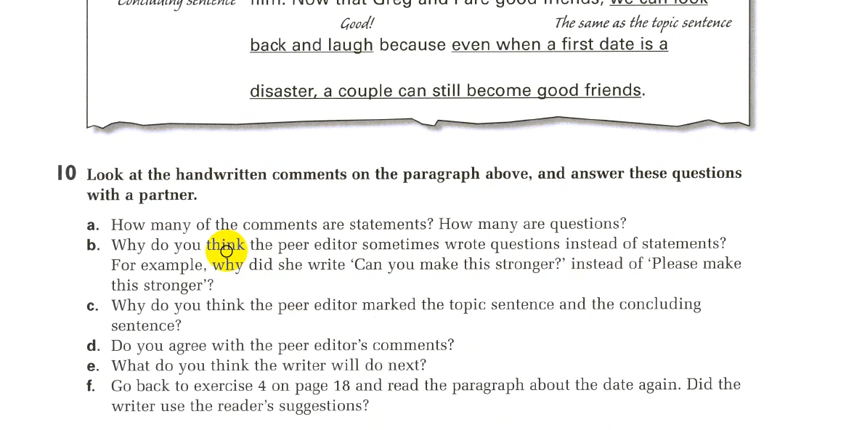 Concluding sentence him. Now that Greg and I are good friends, we can look
Good! The same as the topic sentence
back and laugh because even when a first date is a
disaster, a couple can still become good friends.
10 Look at the handwritten comments on the paragraph above, and answer these questions
with a partner.
a. How many of the comments are statements? How many are questions?
b. Why do you think the peer editor sometimes wrote questions instead of statements?
For example, why did she write ‘Can you make this stronger?’ instead of ‘Please make
this stronger’?
c. Why do you think the peer editor marked the topic sentence and the concluding
sentence?
d. Do you agree with the peer editor’s comments?
e. What do you think the writer will do next?
f. Go back to exercise 4 on page 18 and read the paragraph about the date again. Did the
writer use the reader’s suggestions?